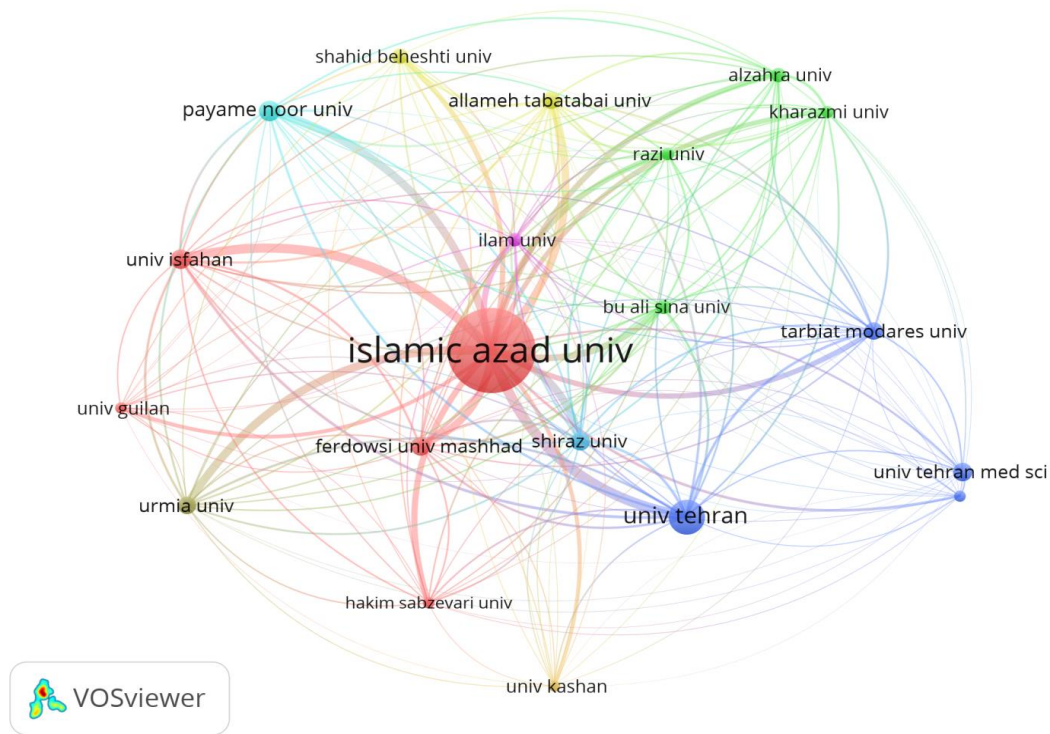 shahid beheshti univ
alzahra univ
payame noor univ
allameh tabatabai univ
kharazmi univ
razi univ
ilam univ
univ isfahan
bu ali sina univ
tarbiat modares univ
islamic azad univ
univ guilan
ferdowsi univ mashhad
shiraz univ
univ tehran med sci
urmia univ
univ tehran
hakim sabzevari univ
univ kashan
VOSviewer